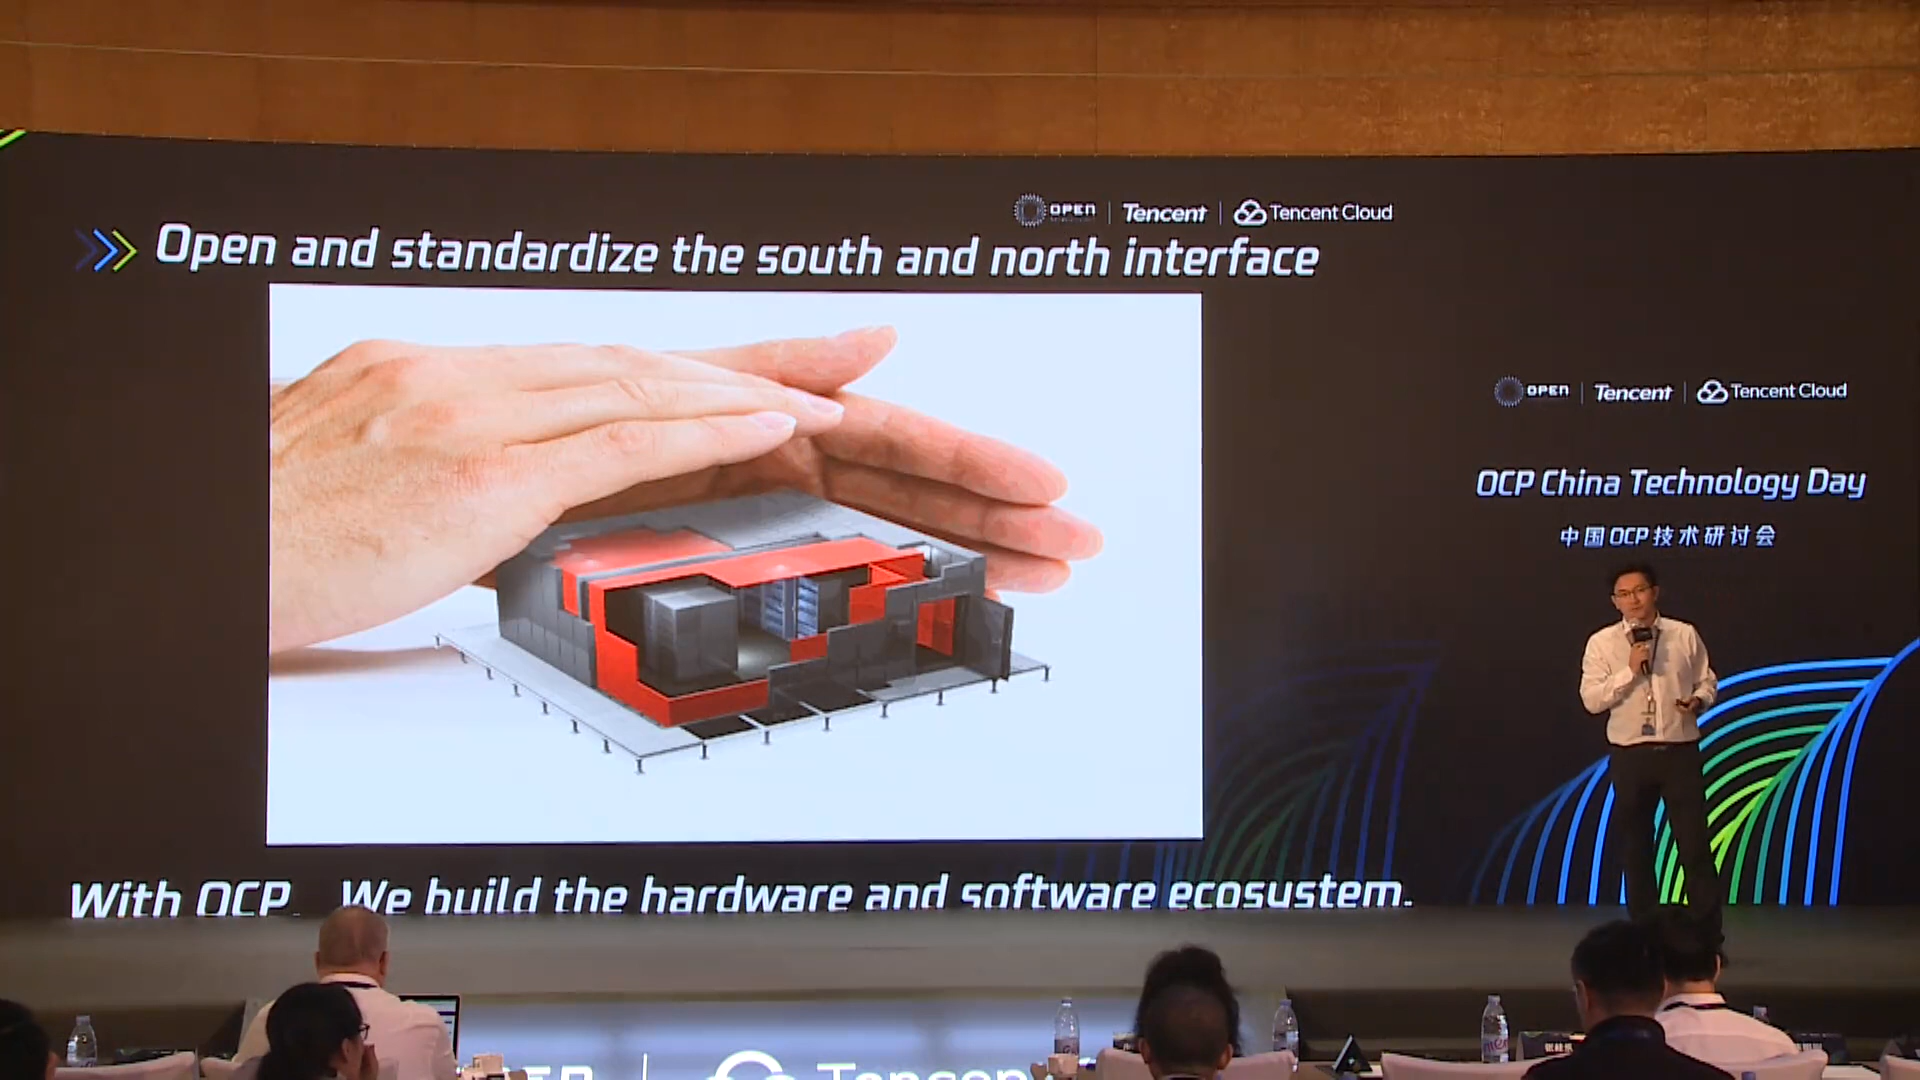 OPEN | Tencent | Tencent Cloud
Open and standardize the south and north interface
OPEN | Tencent | Tencent Cloud
OCP China Technology Day
中国OCP技术研讨会
With OCP. We build the hardware and software ecosystem.
Tencen